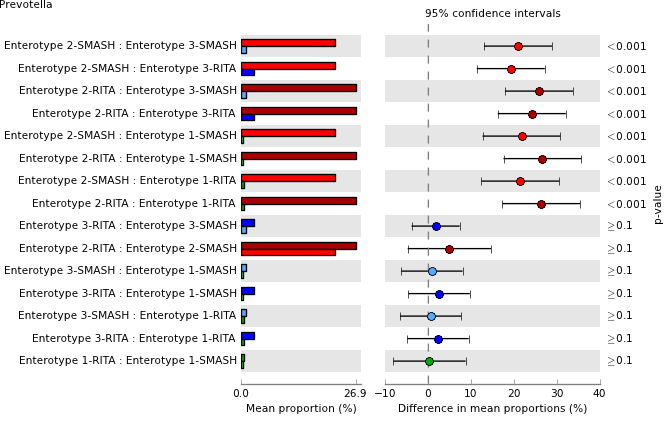 Prevotella
95% confidence intervals
Enterotype 2-SMASH : Enterotype 3-SMASH <0.001
Enterotype 2-SMASH : Enterotype 3-RITA <0.001
Enterotype 2-RITA : Enterotype 3-SMASH <0.001
Enterotype 2-RITA : Enterotype 3-RITA <0.001
Enterotype 2-SMASH : Enterotype 1-SMASH <0.001
Enterotype 2-RITA : Enterotype 1-SMASH <0.001
Enterotype 2-SMASH : Enterotype 1-RITA <0.001
Enterotype 2-RITA : Enterotype 1-RITA <0.001
Enterotype 3-RITA : Enterotype 3-SMASH ≥0.1
Enterotype 2-RITA : Enterotype 2-SMASH ≥0.1
Enterotype 3-SMASH : Enterotype 1-SMASH ≥0.1
Enterotype 3-RITA : Enterotype 1-SMASH ≥0.1
Enterotype 3-SMASH : Enterotype 1-RITA ≥0.1
Enterotype 3-RITA : Enterotype 1-RITA ≥0.1
Enterotype 1-RITA : Enterotype 1-SMASH ≥0.1
p-value
0.0 26.9 −10 0 10 20 30 40
Mean proportion (%) Difference in mean proportions (%)